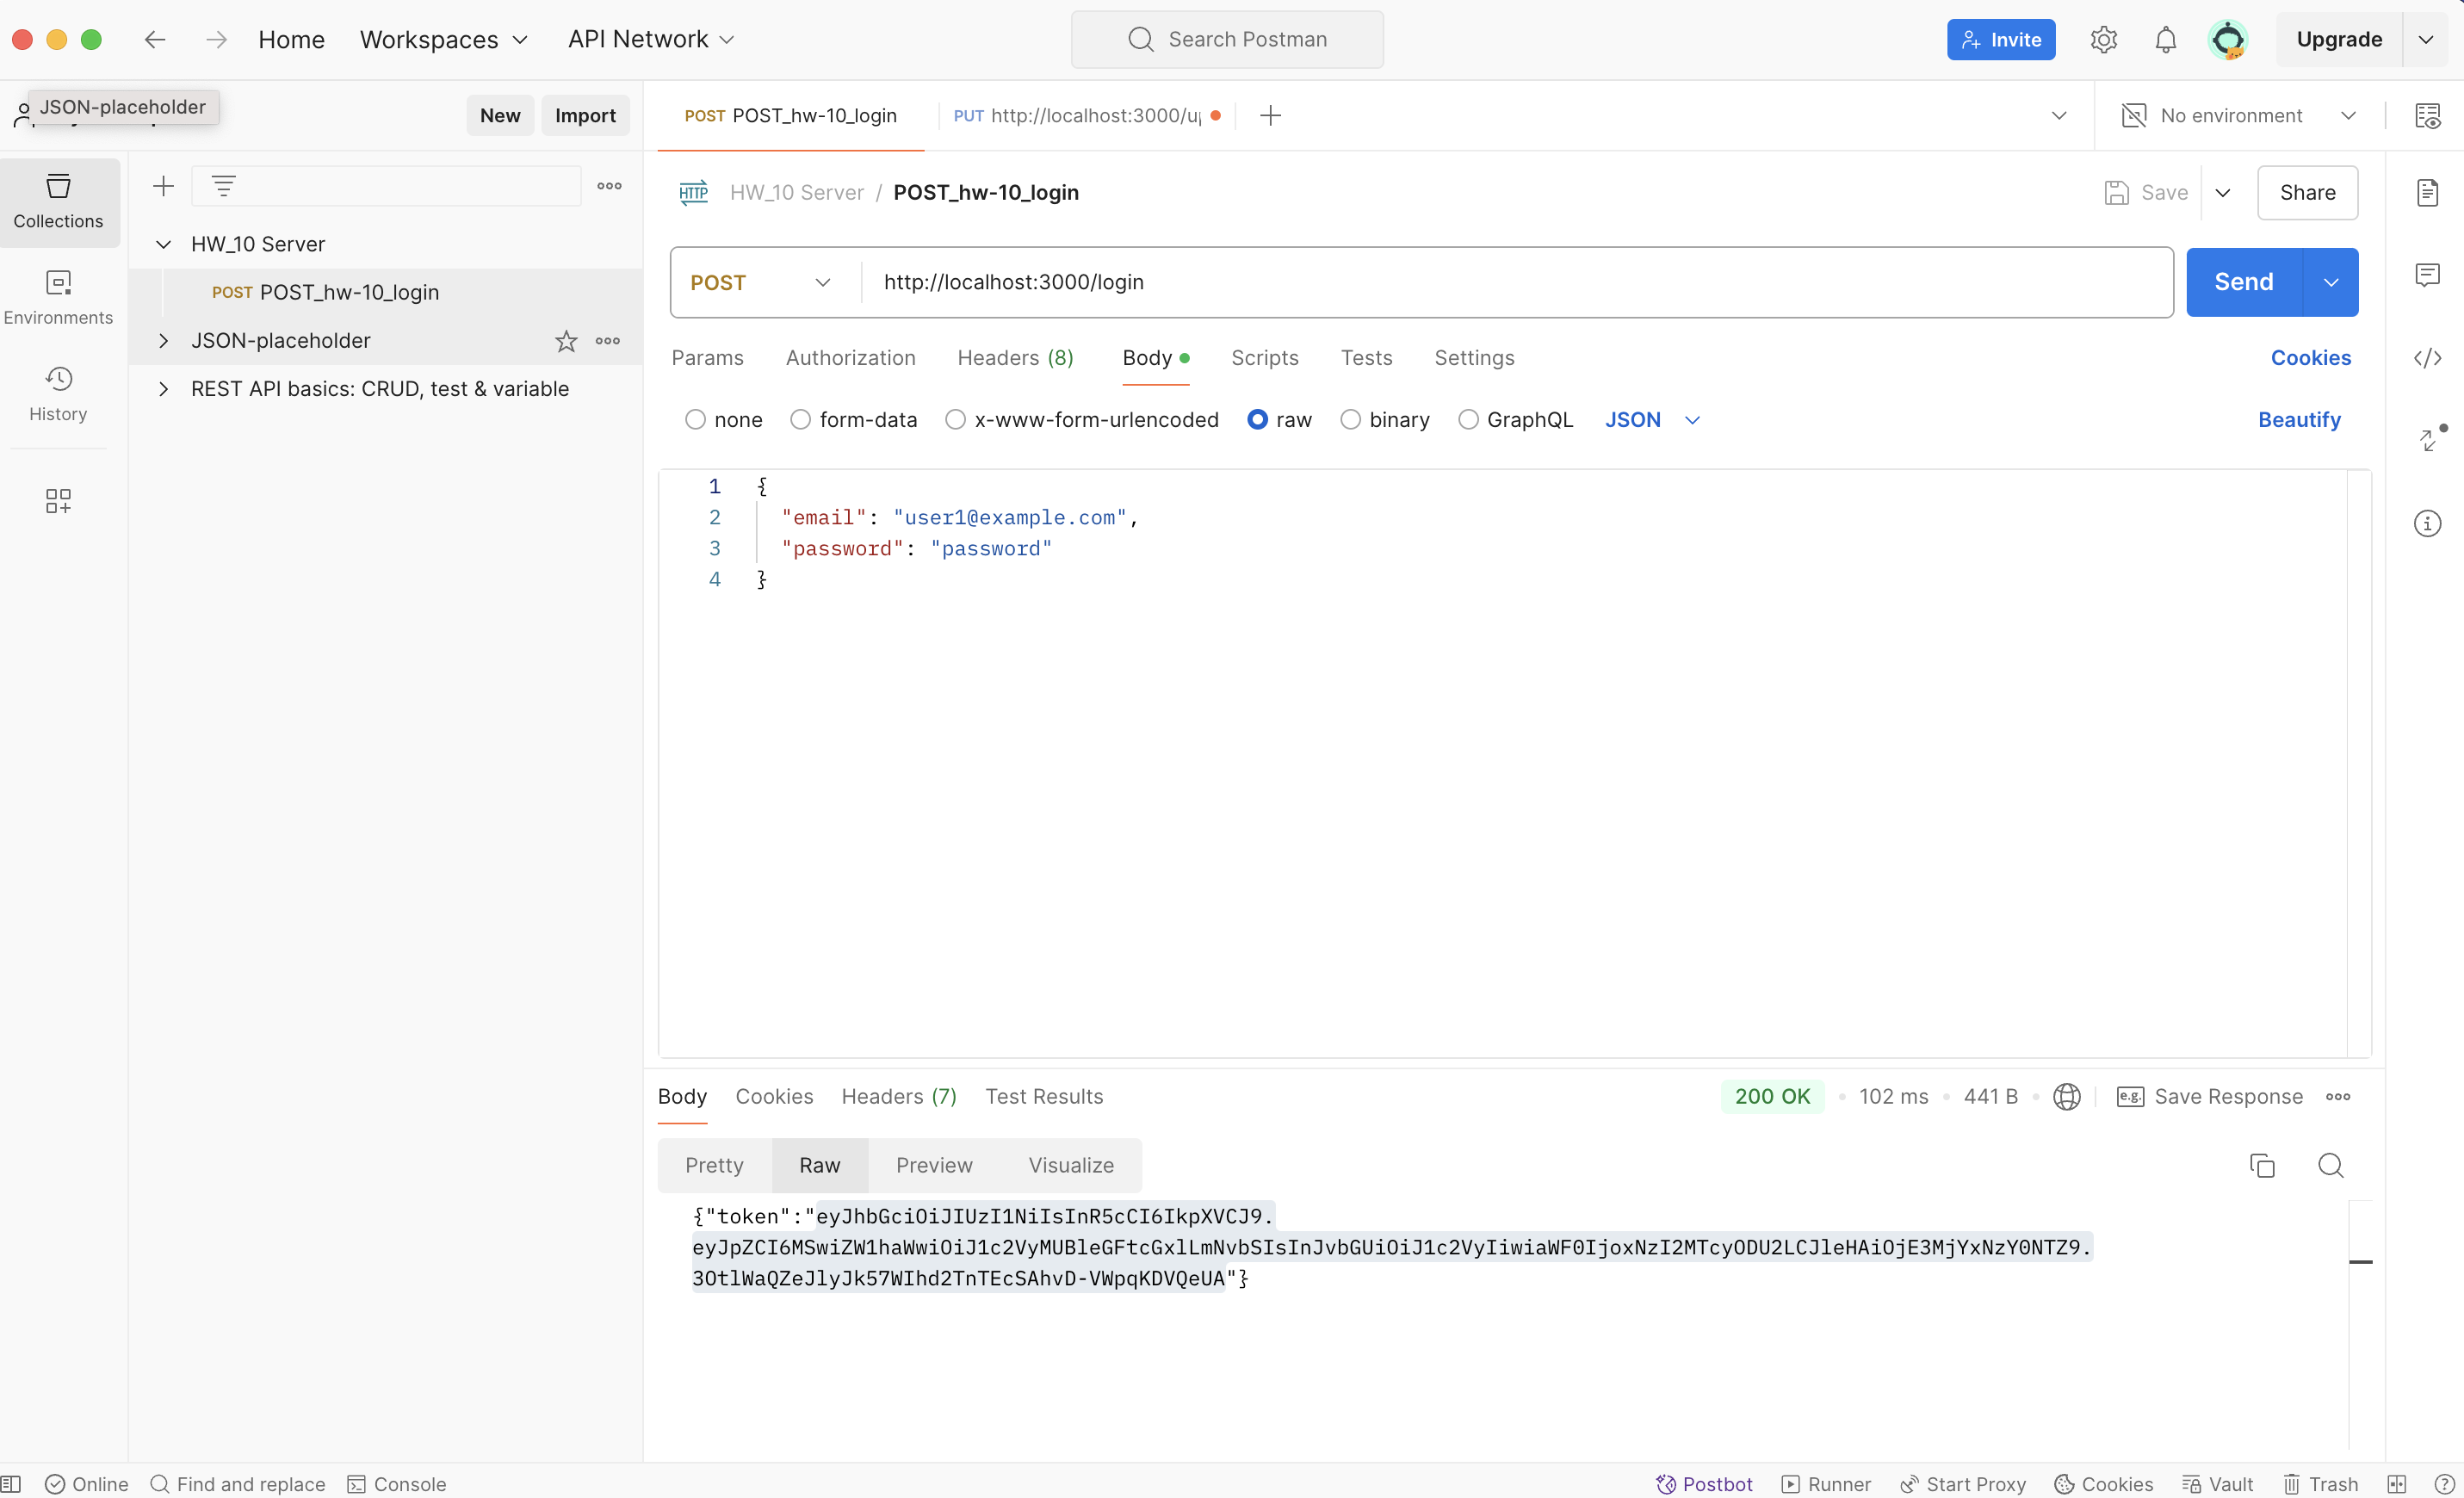 Home Workspaces API Network Search Postman Invite Upgrade
JSON-placeholder New Import POST POST_hw-10_login PUT http://localhost:3000/u No environment
Collections
Environments
History
HW_10 Server
POST POST_hw-10_login
JSON-placeholder
REST API basics: CRUD, test & variable
HTTP HW_10 Server / POST_hw-10_login Save Share
POST http://localhost:3000/login Send
Params Authorization Headers (8) Body Scripts Tests Settings Cookies
none form-data x-www-form-urlencoded raw binary GraphQL JSON Beautify
1 {
2 "email": "user1@example.com",
3 "password": "password"
4 }
Body Cookies Headers (7) Test Results 200 OK 102 ms 441 B e.g. Save Response
Pretty Raw Preview Visualize
{"token":"eyJhbGciOiJIUzI1NiIsInR5cCI6IkpXVCJ9.
eyJpZCI6MSwiZW1haWwiOiJ1c2VyMUBleGFtcGxlLmNvbSIsInJvbGUiOiJ1c2VyIiwiaWF0IjoxNzI2MTcyODU2LCJleHAiOjE3MjYxNzY0NTZ9.
3OtlWaQZeJlyJk57WIhd2TnTEcSAhvD-VWpqKDVQeUA"}
Online Find and replace Console Postbot Runner Start Proxy Cookies Vault Trash